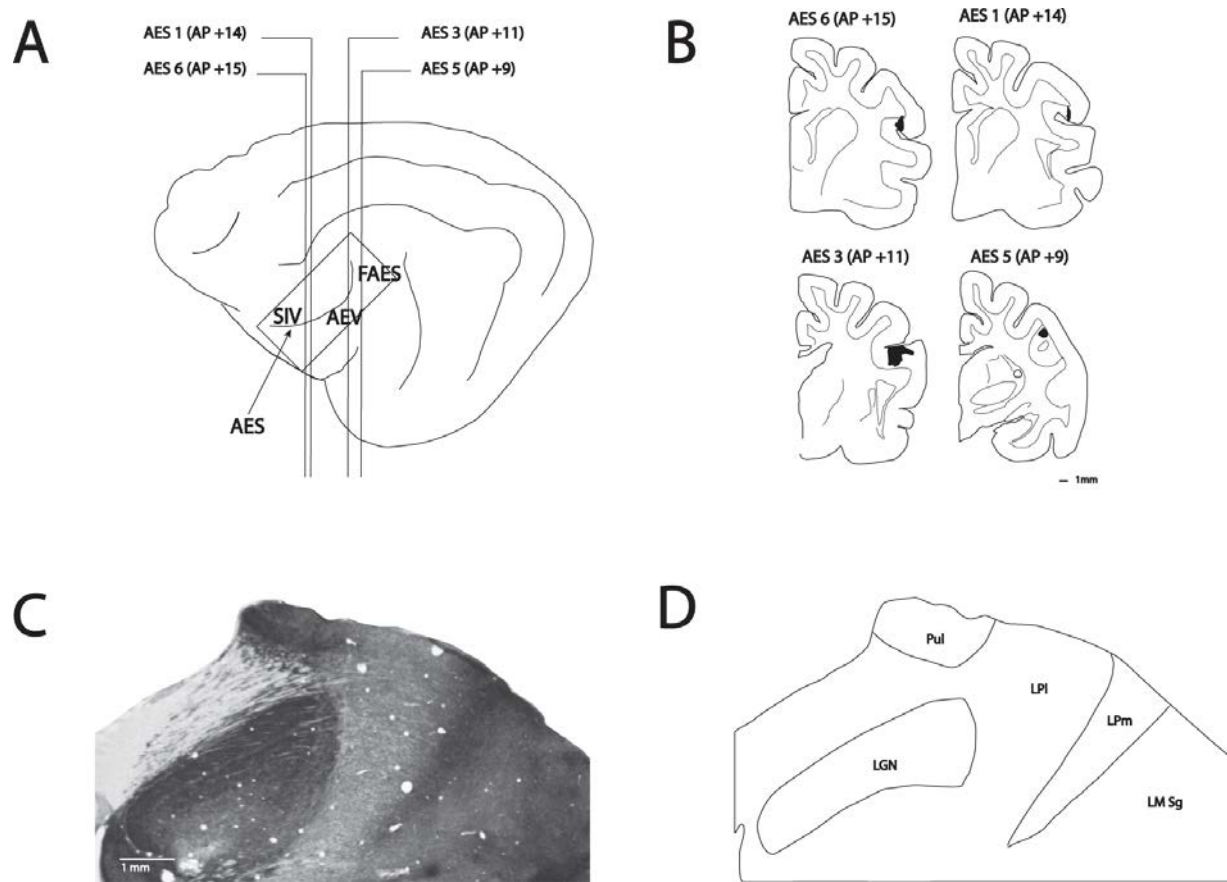 A
AES 1 (AP +14)
AES 3 (AP +11)
AES 6 (AP +15)
AES 5 (AP +9)
FAES
SIV
AEV
AES
B
AES 6 (AP +15)
AES 1 (AP +14)
AES 3 (AP +11)
AES 5 (AP +9)
1mm
C
1 mm
D
Pul
LPl
LPm
LGN
LM Sg